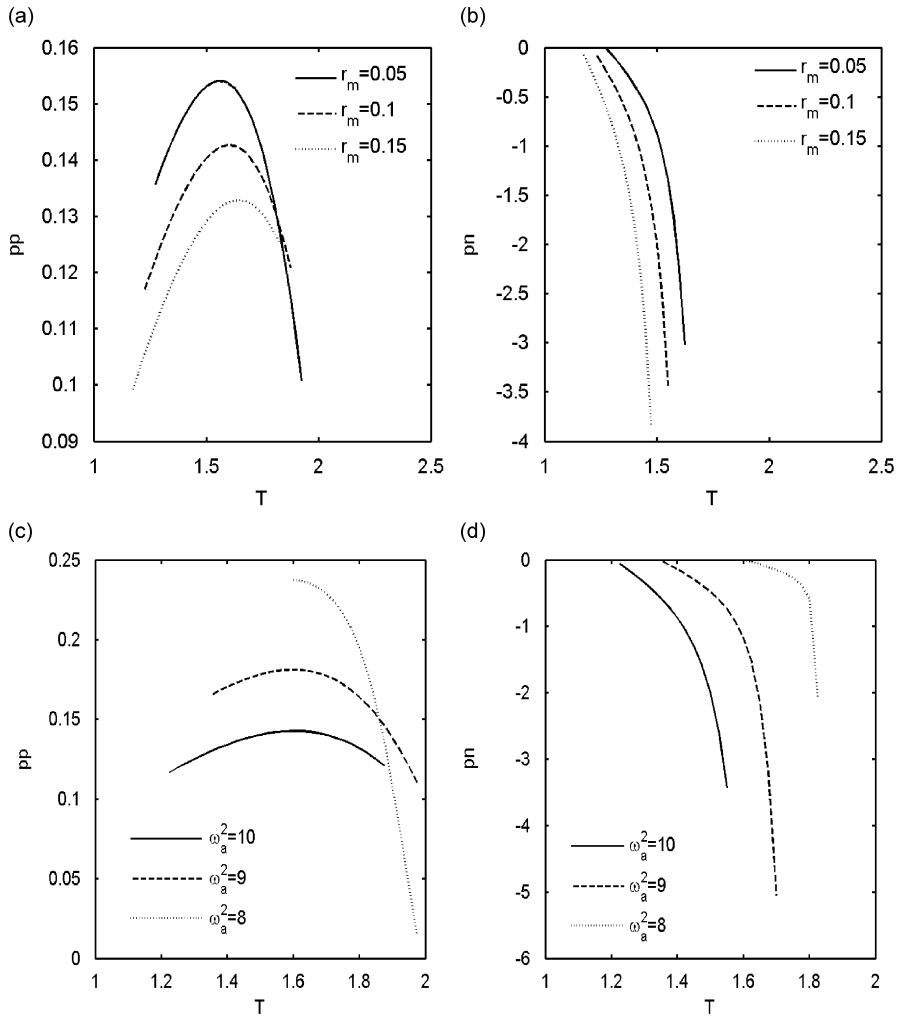 (a)
0.16
0.15
0.14
0.13
0.12
0.11
0.1
0.09
pp
1
1.5
2
2.5
T
r_m=0.05
r_m=0.1
r_m=0.15
(b)
0
-0.5
-1
-1.5
-2
-2.5
-3
-3.5
-4
pn
1
1.5
2
2.5
T
r_m=0.05
r_m=0.1
r_m=0.15
(c)
0.25
0.2
0.15
0.1
0.05
0
pp
1
1.2
1.4
1.6
1.8
2
T
ω_a^2=10
ω_a^2=9
ω_a^2=8
(d)
0
-1
-2
-3
-4
-5
-6
pn
1
1.2
1.4
1.6
1.8
2
T
ω_a^2=10
ω_a^2=9
ω_a^2=8